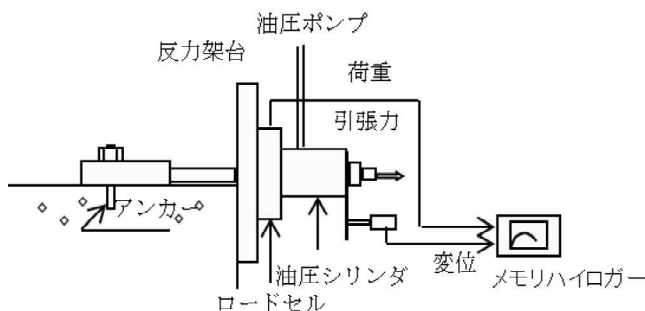 油圧ポンプ
反力架台
荷重
引張力
アンカー
油圧シリンダ
変位
メモリハイロガー
ロードセル